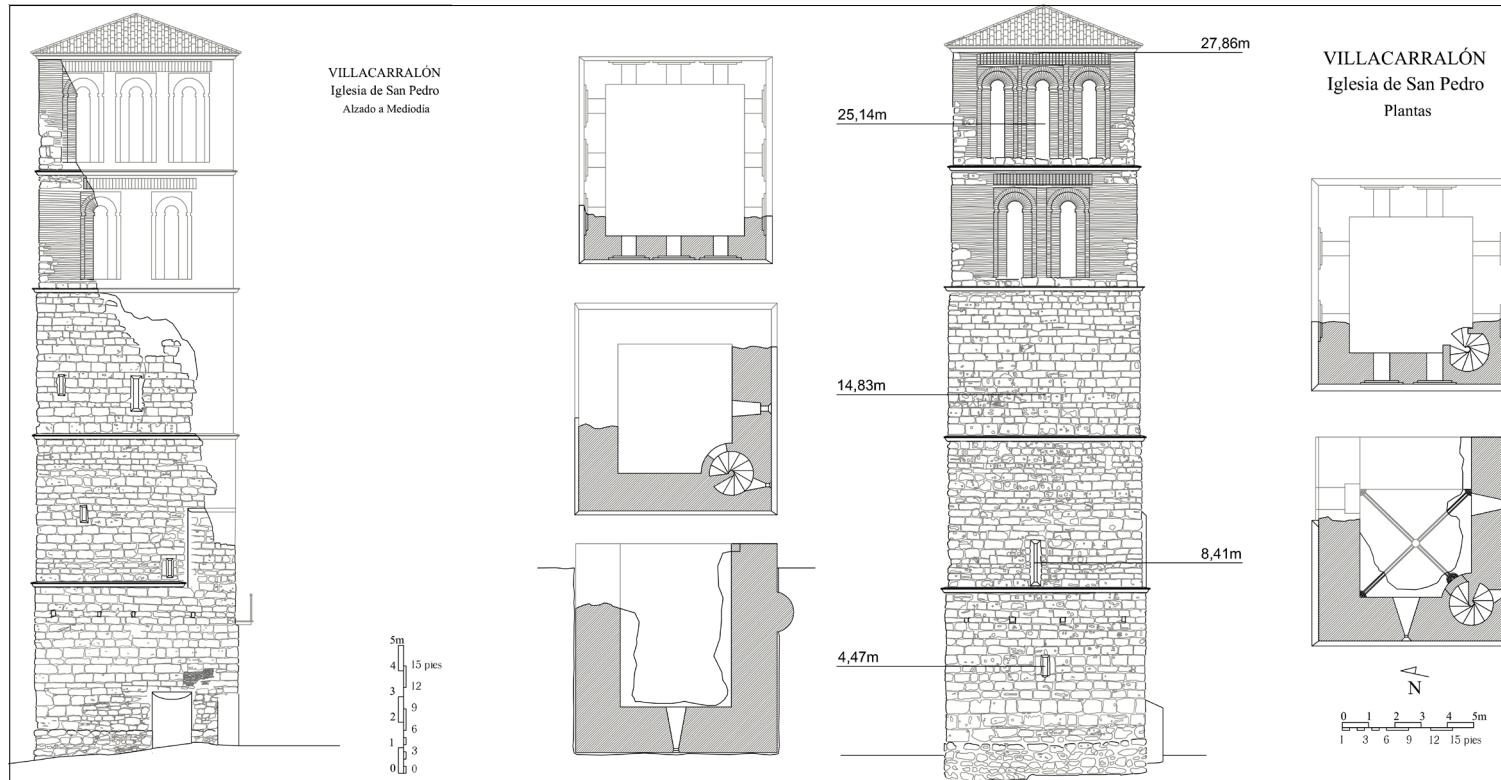 VILLACARRALÓN
Iglesia de San Pedro
Alzado a Mediodía
5m
4 15 pies
12
3
9
2
6
1
3
0 0
27,86m
25,14m
14,83m
8,41m
4,47m
VILLACARRALÓN
Iglesia de San Pedro
Plantas
N
0 1 2 3 4 5m
1 3 6 9 12 15 pies